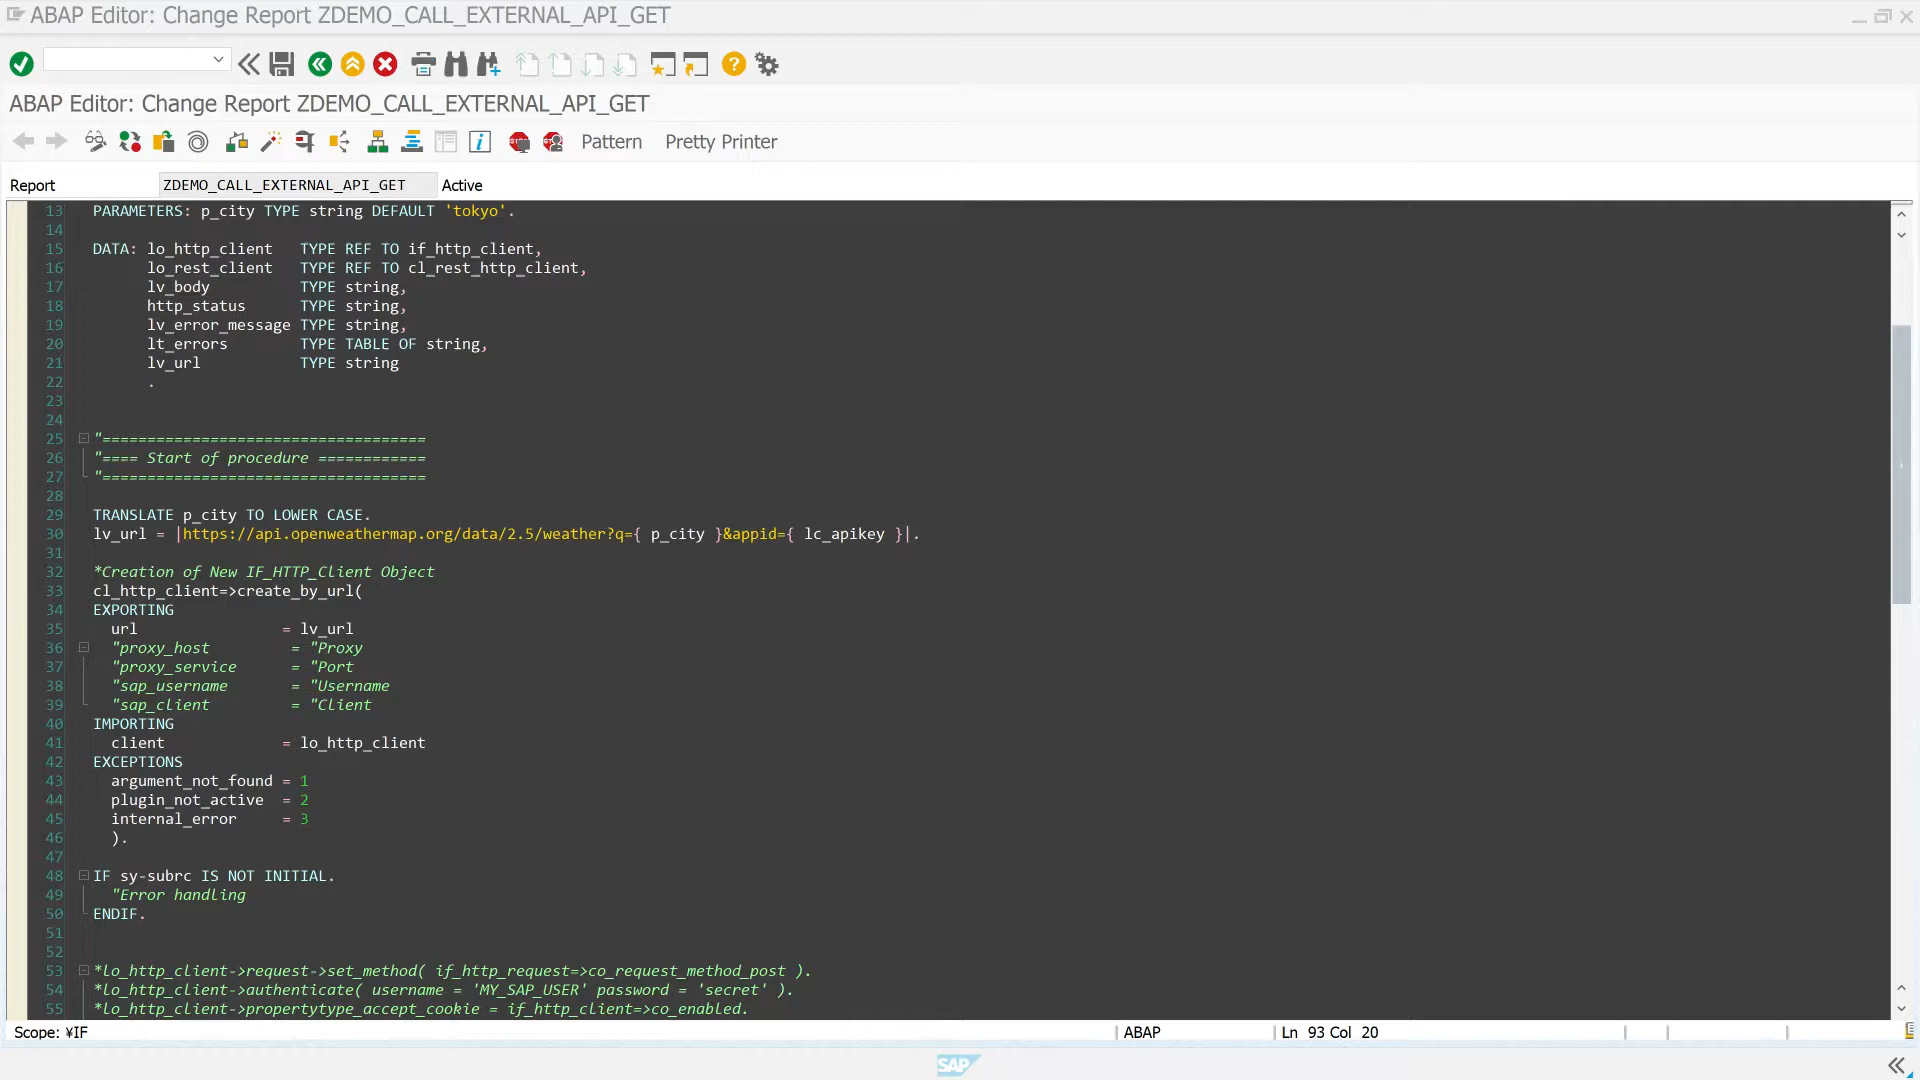 ABAP Editor: Change Report ZDEMO_CALL_EXTERNAL_API_GET
ABAP Editor: Change Report ZDEMO_CALL_EXTERNAL_API_GET
Pattern Pretty Printer
Report ZDEMO_CALL_EXTERNAL_API_GET Active
13 PARAMETERS: p_city TYPE string DEFAULT 'tokyo'.
14
15 DATA: lo_http_client TYPE REF TO if_http_client,
16 lo_rest_client TYPE REF TO cl_rest_http_client,
17 lv_body TYPE string,
18 http_status TYPE string,
19 lv_error_message TYPE string,
20 lt_errors TYPE TABLE OF string,
21 lv_url TYPE string
22 .
23
24
25 "====================================
26 "==== Start of procedure ============
27 "====================================
28
29 TRANSLATE p_city TO LOWER CASE.
30 lv_url = |https://api.openweathermap.org/data/2.5/weather?q={ p_city }&appid={ lc_apikey }|.
31
32 *Creation of New IF_HTTP_Client Object
33 cl_http_client=>create_by_url(
34 EXPORTING
35 url = lv_url
36 "proxy_host = "Proxy
37 "proxy_service = "Port
38 "sap_username = "Username
39 "sap_client = "Client
40 IMPORTING
41 client = lo_http_client
42 EXCEPTIONS
43 argument_not_found = 1
44 plugin_not_active = 2
45 internal_error = 3
46 ).
47
48 IF sy-subrc IS NOT INITIAL.
49 "Error handling
50 ENDIF.
51
52
53 *lo_http_client->request->set_method( if_http_request=>co_request_method_post ).
54 *lo_http_client->authenticate( username = 'MY_SAP_USER' password = 'secret' ).
55 *lo_http_client->propertytype_accept_cookie = if_http_client=>co_enabled.
Scope: ¥IF ABAP Ln 93 Col 20
SAP